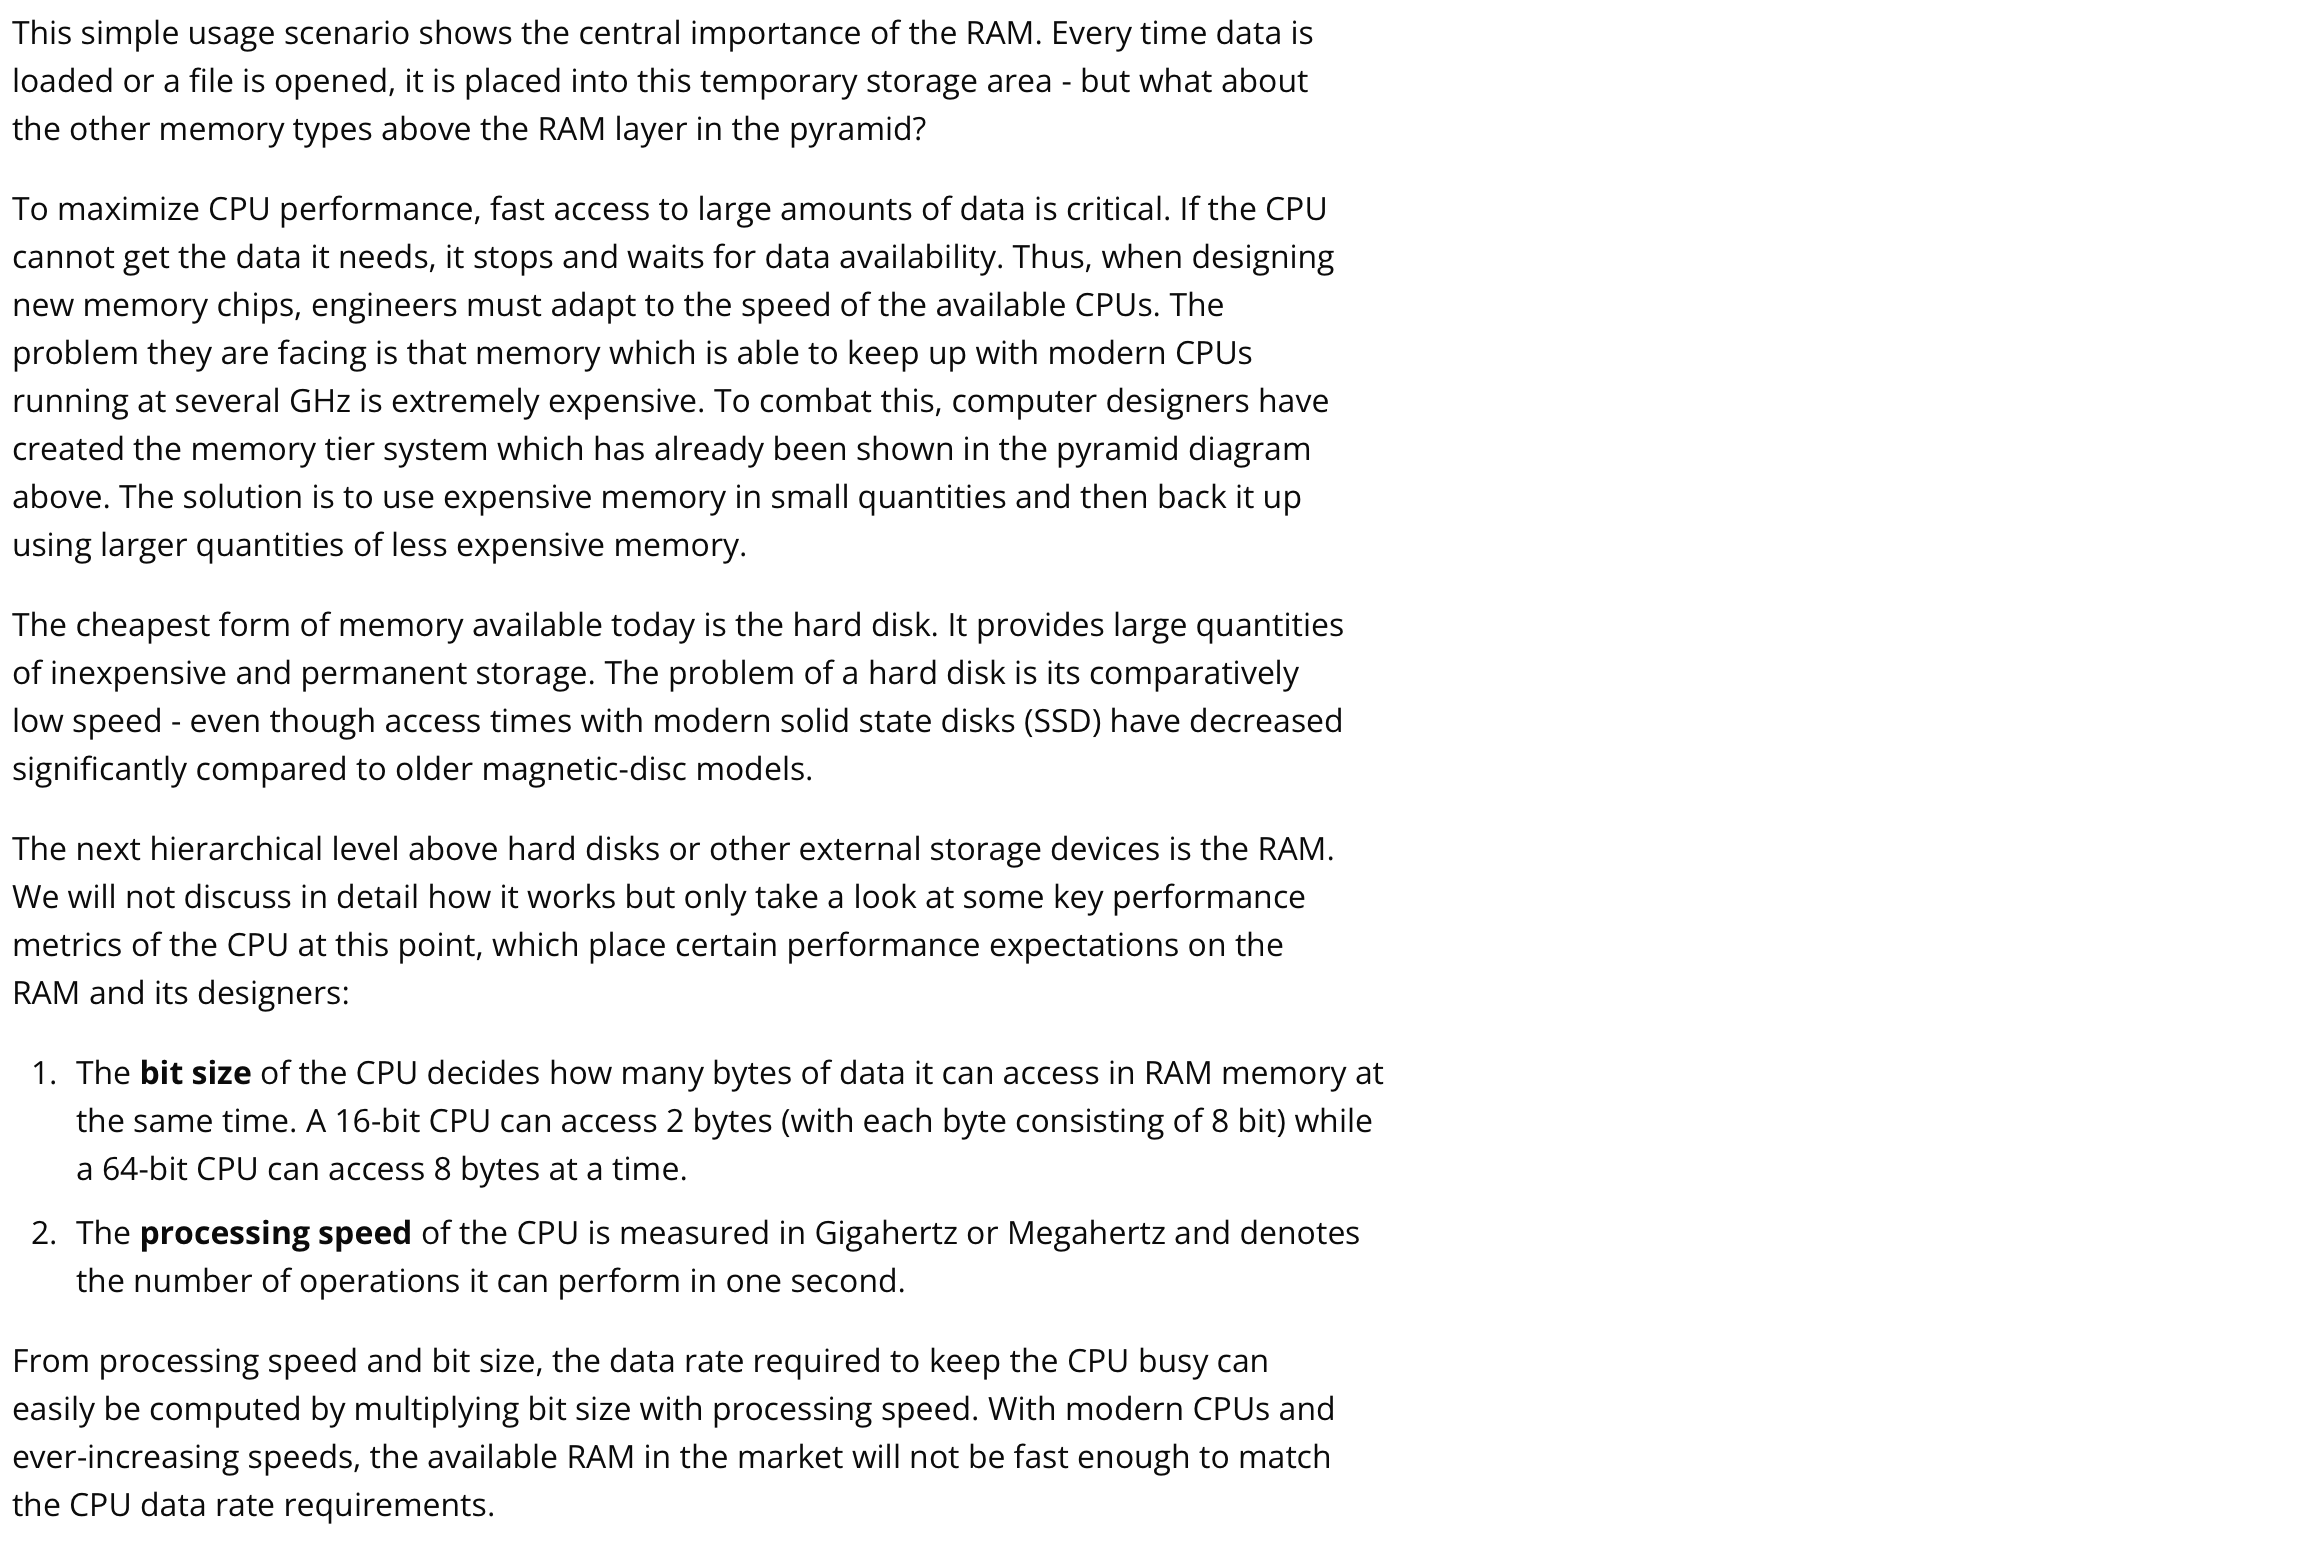 This simple usage scenario shows the central importance of the RAM. Every time data is
loaded or a file is opened, it is placed into this temporary storage area - but what about
the other memory types above the RAM layer in the pyramid?
To maximize CPU performance, fast access to large amounts of data is critical. If the CPU
cannot get the data it needs, it stops and waits for data availability. Thus, when designing
new memory chips, engineers must adapt to the speed of the available CPUs. The
problem they are facing is that memory which is able to keep up with modern CPUs
running at several GHz is extremely expensive. To combat this, computer designers have
created the memory tier system which has already been shown in the pyramid diagram
above. The solution is to use expensive memory in small quantities and then back it up
using larger quantities of less expensive memory.
The cheapest form of memory available today is the hard disk. It provides large quantities
of inexpensive and permanent storage. The problem of a hard disk is its comparatively
low speed - even though access times with modern solid state disks (SSD) have decreased
significantly compared to older magnetic-disc models.
The next hierarchical level above hard disks or other external storage devices is the RAM.
We will not discuss in detail how it works but only take a look at some key performance
metrics of the CPU at this point, which place certain performance expectations on the
RAM and its designers:
1. The bit size of the CPU decides how many bytes of data it can access in RAM memory at
the same time. A 16-bit CPU can access 2 bytes (with each byte consisting of 8 bit) while
a 64-bit CPU can access 8 bytes at a time.
2. The processing speed of the CPU is measured in Gigahertz or Megahertz and denotes
the number of operations it can perform in one second.
From processing speed and bit size, the data rate required to keep the CPU busy can
easily be computed by multiplying bit size with processing speed. With modern CPUs and
ever-increasing speeds, the available RAM in the market will not be fast enough to match
the CPU data rate requirements.